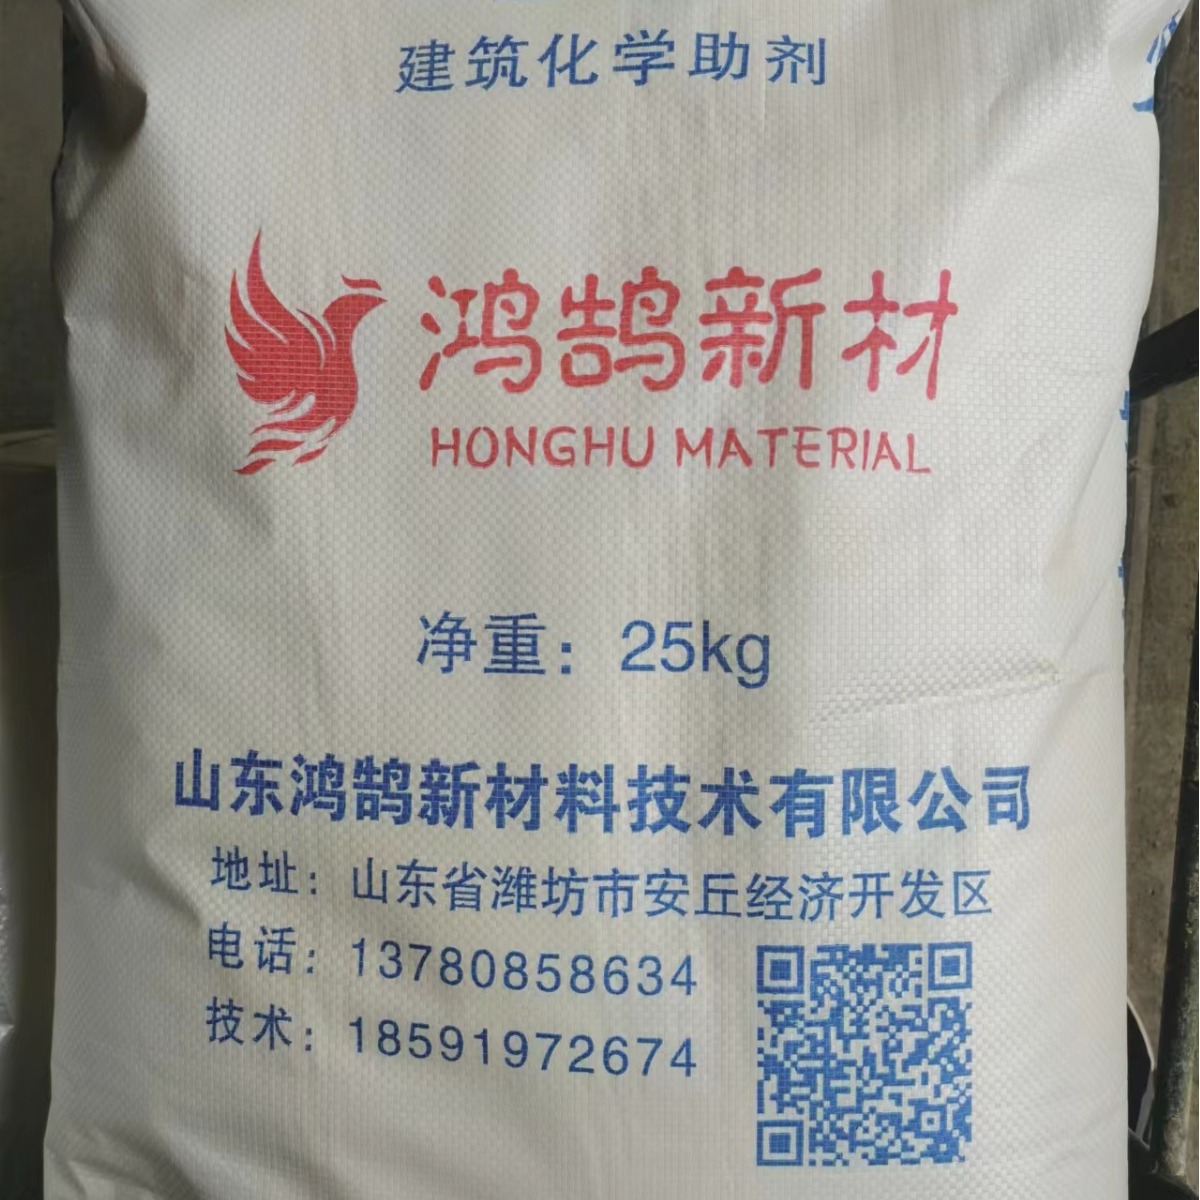 建筑化学助剂
鸿鹄新材
HONGHU MATERIAL
净重：25kg
山东鸿鹄新材料技术有限公司
地址：山东省潍坊市安丘经济开发区
电话：13780858634
技术：18591972674